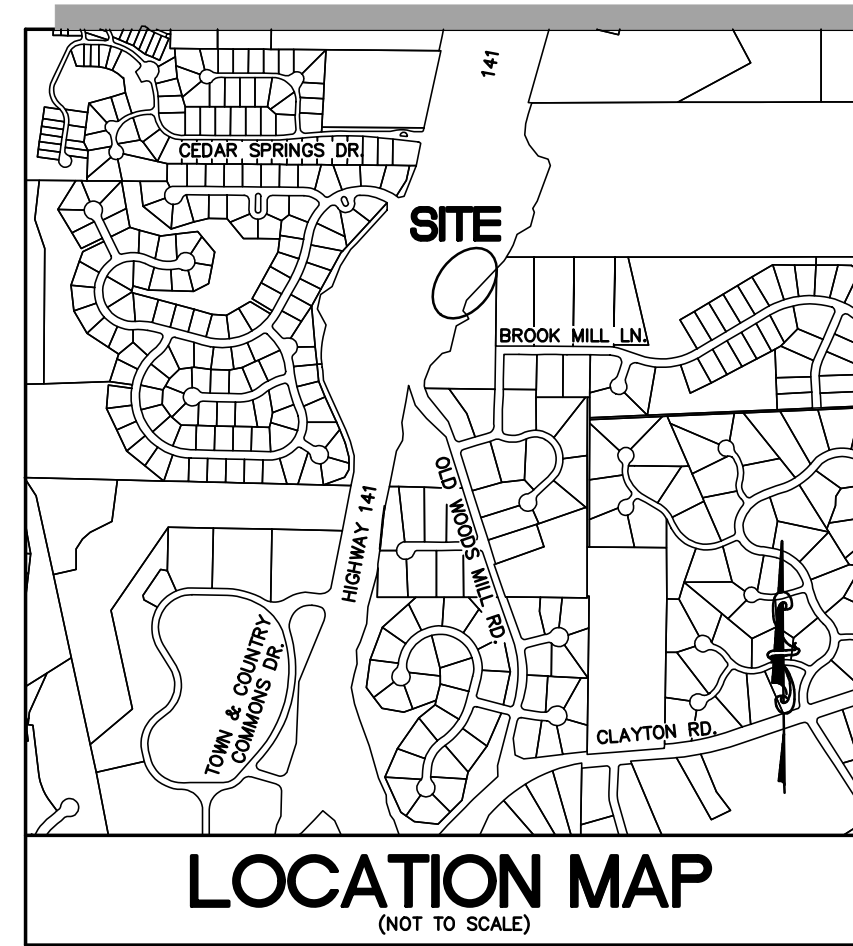 141
CEDAR SPRINGS DR.
SITE
BROOK MILL LN.
OLD WOODS MILL RD.
HIGHWAY 141
TOWN & COUNTRY
COMMONS DR.
CLAYTON RD.
LOCATION MAP
(NOT TO SCALE)